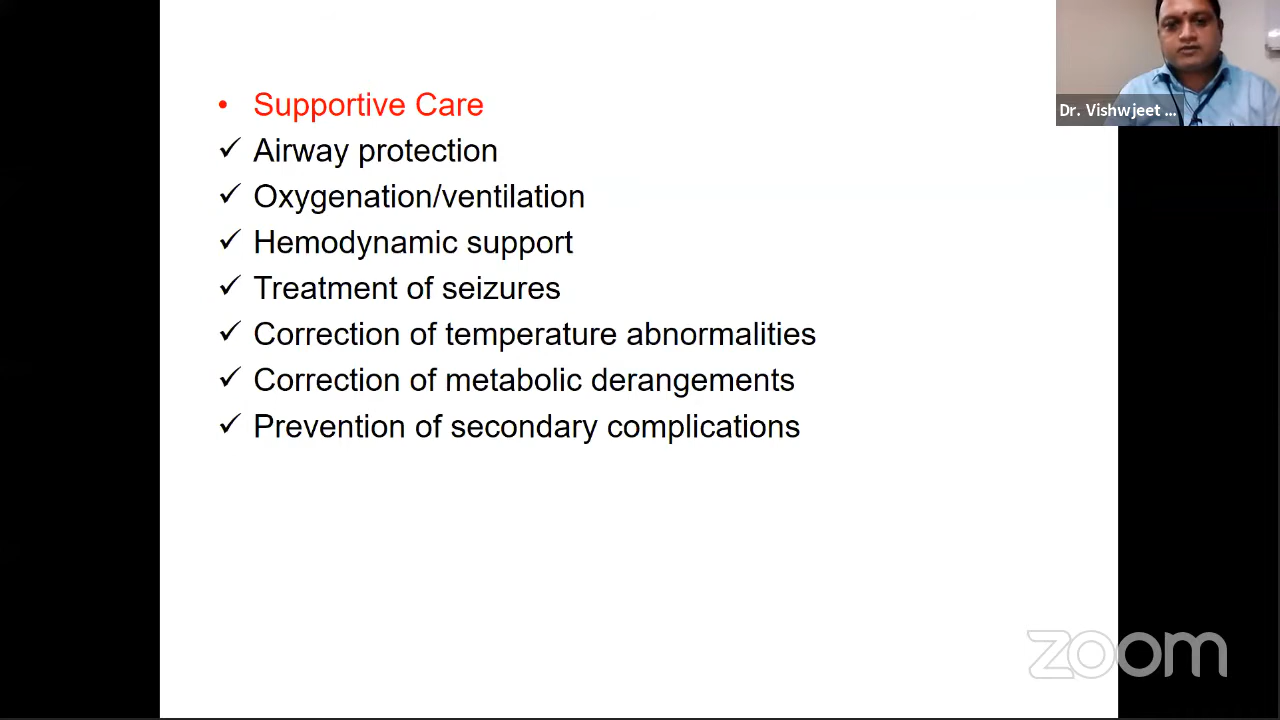 • Supportive Care
✓ Airway protection
✓ Oxygenation/ventilation
✓ Hemodynamic support
✓ Treatment of seizures
✓ Correction of temperature abnormalities
✓ Correction of metabolic derangements
✓ Prevention of secondary complications
Dr. Vishwjeet ...
zoom